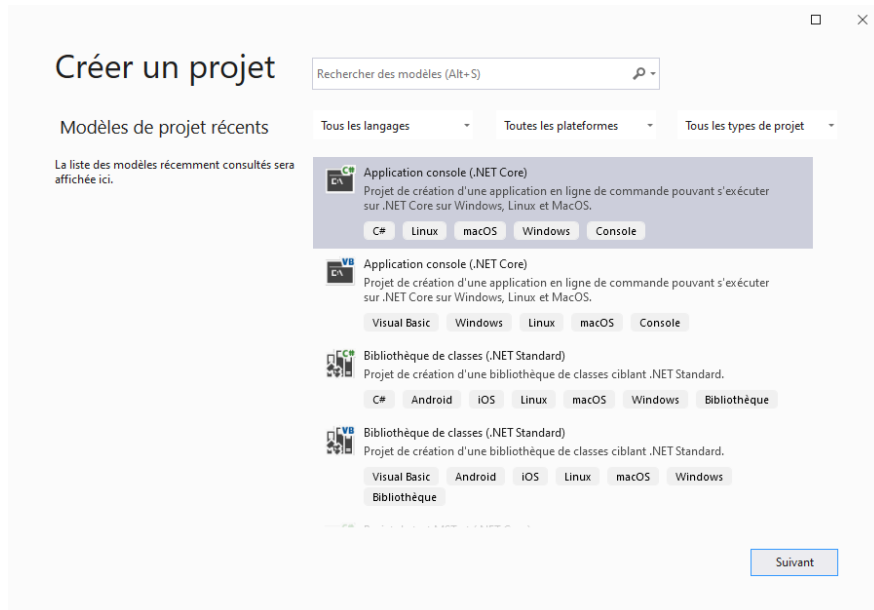 Créer un projet
Rechercher des modèles (Alt+S)
Modèles de projet récents
Tous les langages
Toutes les plateformes
Tous les types de projet
La liste des modèles récemment consultés sera
affichée ici.
C#
Application console (.NET Core)
Projet de création d'une application en ligne de commande pouvant s'exécuter
sur .NET Core sur Windows, Linux et MacOS.
C# Linux macOS Windows Console
VB
Application console (.NET Core)
Projet de création d'une application en ligne de commande pouvant s'exécuter
sur .NET Core sur Windows, Linux et MacOS.
Visual Basic Windows Linux macOS Console
C#
Bibliothèque de classes (.NET Standard)
Projet de création d'une bibliothèque de classes ciblant .NET Standard.
C# Android iOS Linux macOS Windows Bibliothèque
VB
Bibliothèque de classes (.NET Standard)
Projet de création d'une bibliothèque de classes ciblant .NET Standard.
Visual Basic Android iOS Linux macOS Windows
Bibliothèque
Suivant